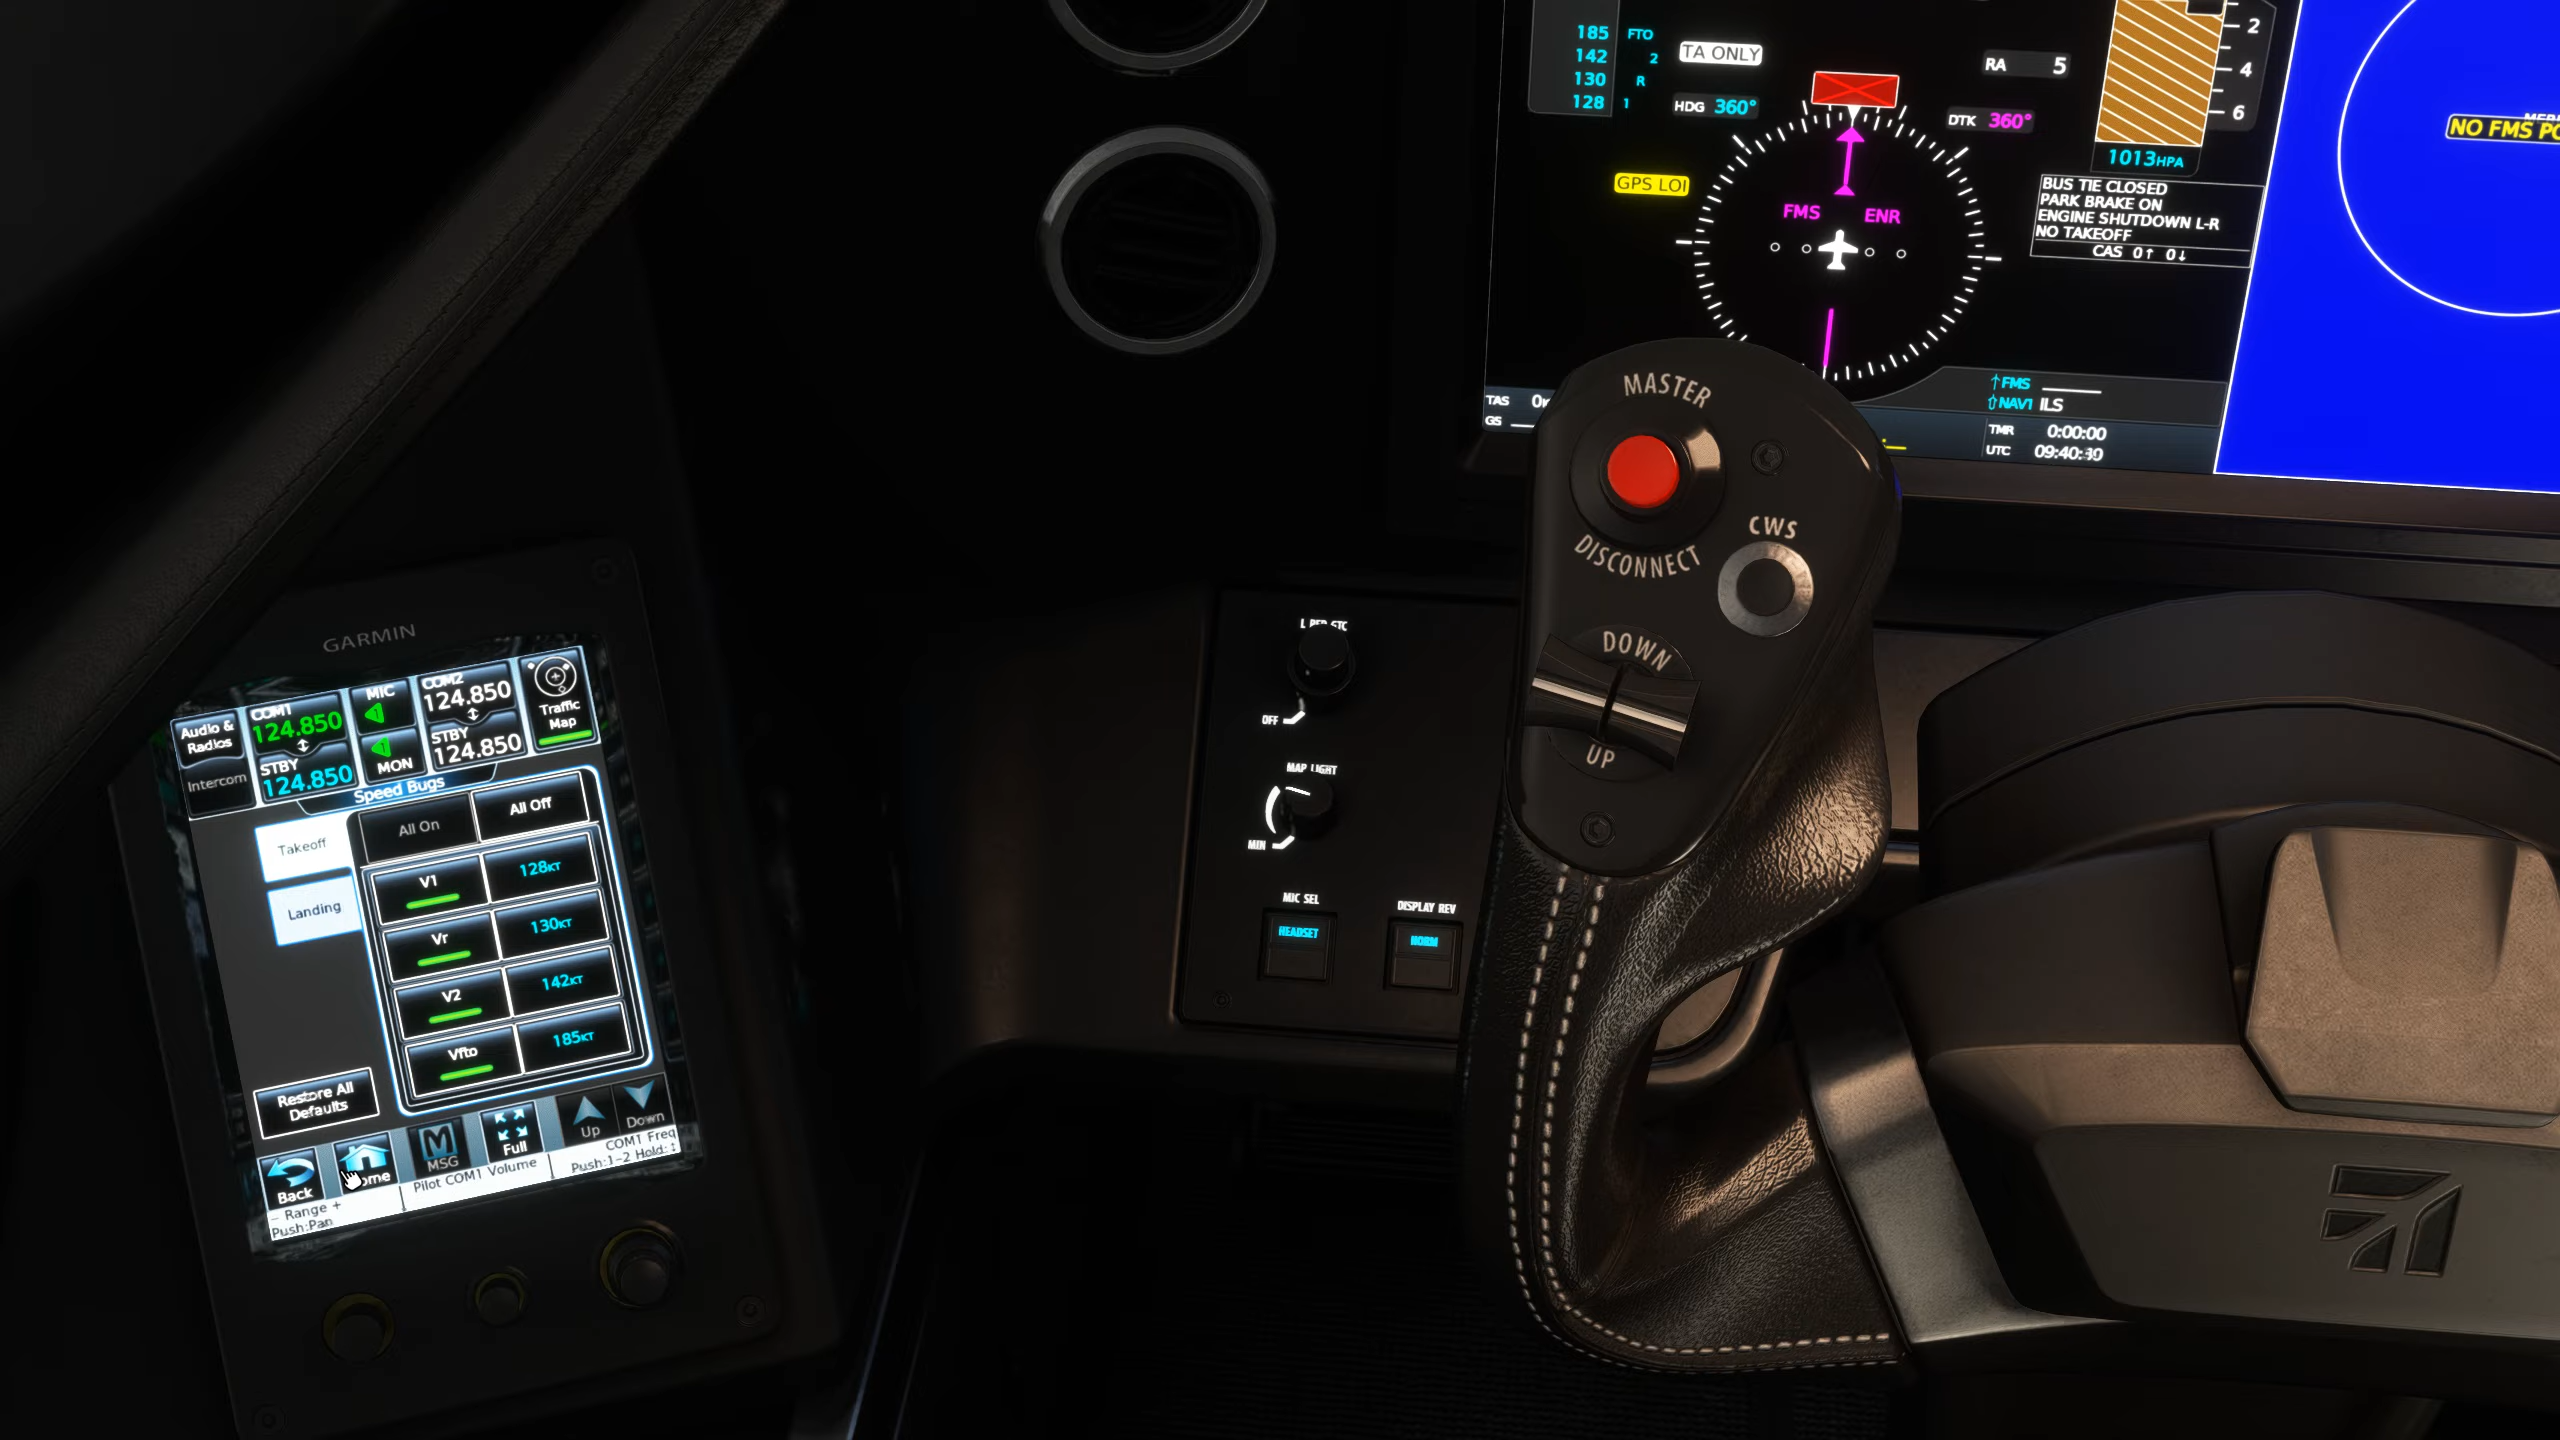 185 FTO
142 2
130 R
128 1
TA ONLY
HDG 360°
RA 5
DTK 360°
2
4
6
1013HPA
GPS LOI
FMS ENR
BUS TIE CLOSED
PARK BRAKE ON
ENGINE SHUTDOWN L-R
NO TAKEOFF
CAS 0↑ 0↓
NO FMS
TAS
GS
↑FMS
⇧NAV1 ILS
TMR 0:00:00
UTC
MASTER
DISCONNECT
CWS
DOWN
UP
OFF
MAP LIGHT
MIN
MIC SEL
HEADSET
DISPLAY REV
NORM
GARMIN
Audio & Radios
Intercom
COM1
124.850
STBY
124.850
MIC
MON
COM2
124.850
STBY
124.850
Traffic
Map
Speed Bugs
Takeoff
Landing
All On
All Off
V1 128KT
Vr 130KT
V2 142KT
Vfto 185KT
Restore All
Defaults
Back
MSG
Full
Up
Down
- Range +
Push:Pan
Pilot COM1 Volume
COM1 Freq
Push:1-2 Hold:↕